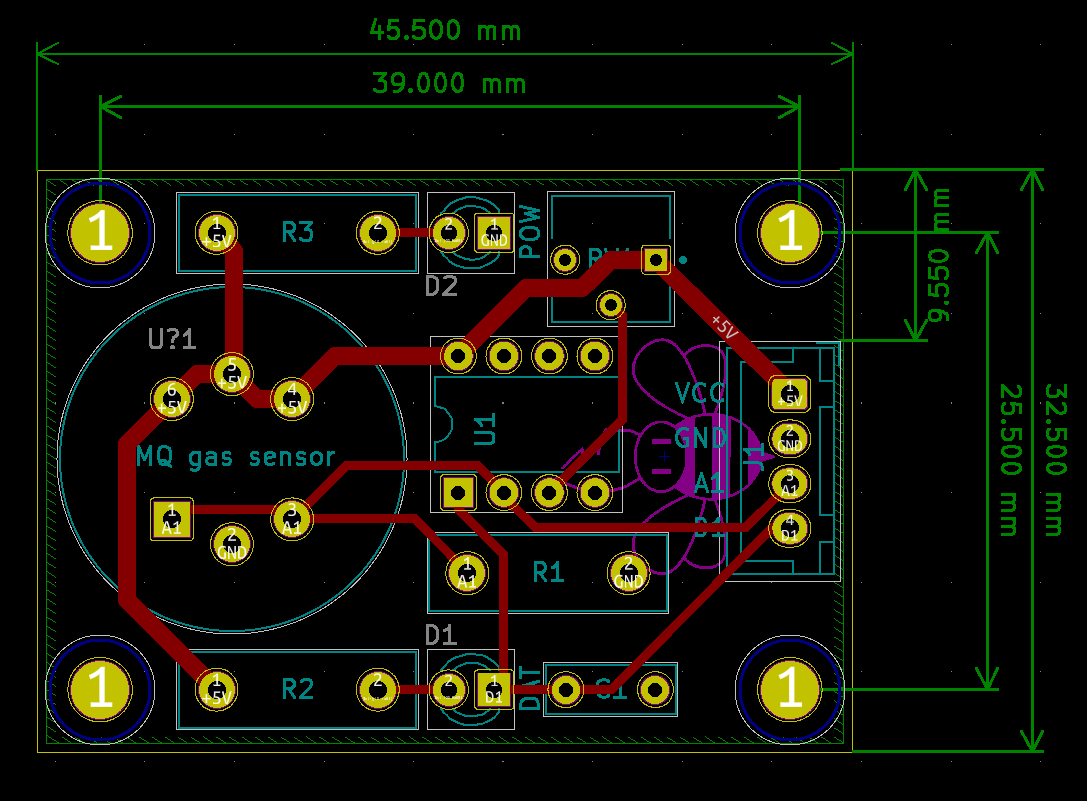 45.500 mm
39.000 mm
9.550 mm
25.500 mm
32.500 mm
1
1
1
+5V
R3
2
2
1
GND
POW
D2
+5V
U?1
5
+5V
6
+5V
4
+5V
U1
VCC
1
+5V
GND
2
GND
J1
MQ gas sensor
A1
3
A1
1
A1
3
A1
2
GND
D1
4
D1
1
A1
R1
2
GND
D1
1
1
+5V
R2
2
2
1
D1
DAT
C1
1